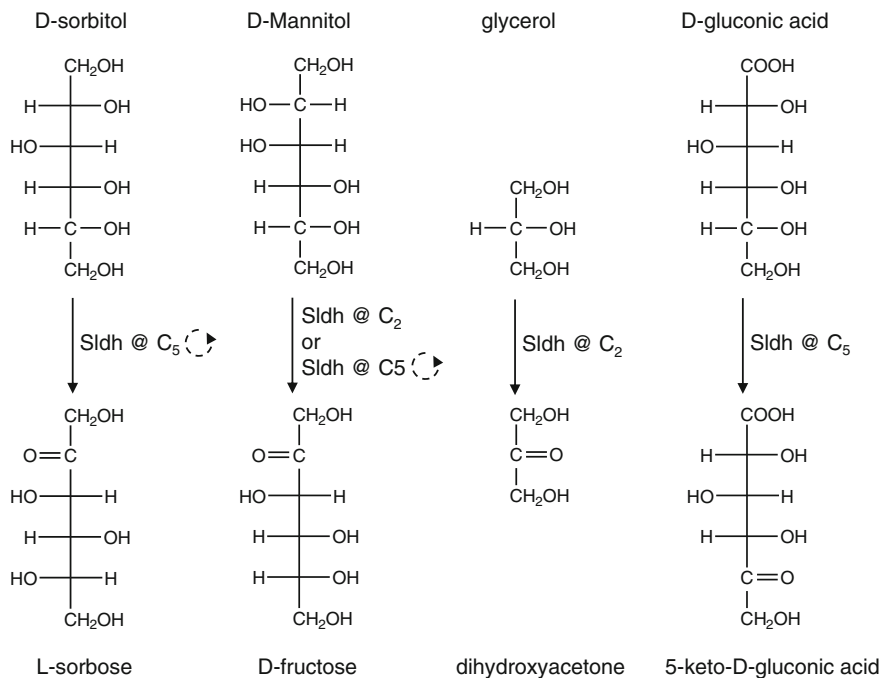 D-sorbitol
CH2OH
H OH
HO H
H OH
H C OH
CH2OH
Sldh @ C5
CH2OH
O C
HO H
H OH
HO H
CH2OH
L-sorbose
D-Mannitol
CH2OH
HO C H
HO H
H OH
H C OH
CH2OH
Sldh @ C2
or
Sldh @ C5
CH2OH
O C
HO H
H OH
H OH
CH2OH
D-fructose
glycerol
CH2OH
H C OH
CH2OH
Sldh @ C2
CH2OH
C O
CH2OH
dihydroxyacetone
D-gluconic acid
COOH
H OH
HO H
H OH
H C OH
CH2OH
Sldh @ C5
COOH
H OH
HO H
H OH
C O
CH2OH
5-keto-D-gluconic acid